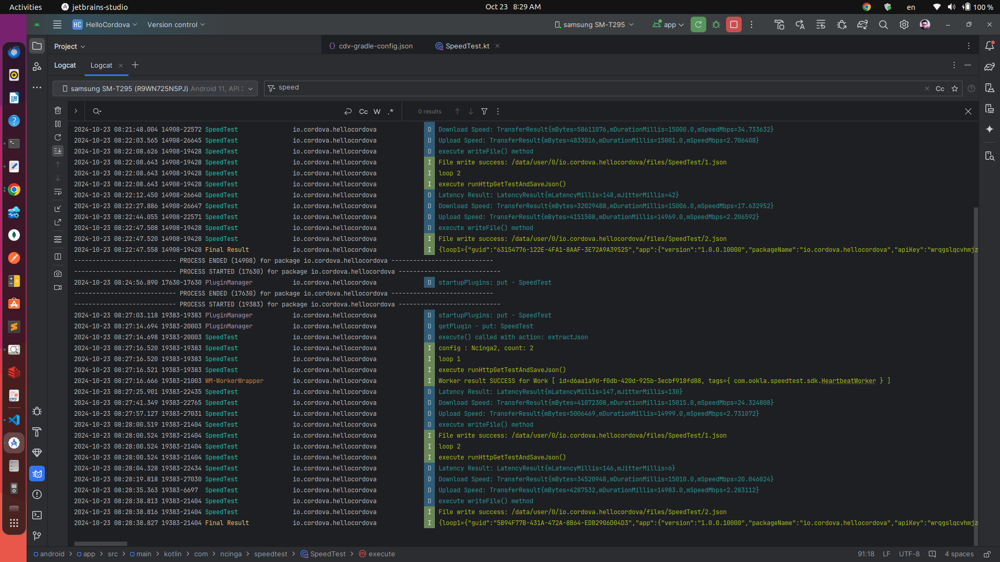 Activities jetbrains-studio Oct 23 8:29 AM en 100 %
HC HelloCordova Version control samsung SM-T295 app
Project cdv-gradle-config.json SpeedTest.kt
Logcat Logcat
samsung SM-T295 (R9WN725N5PJ) Android 11, API speed Cc
Cc W .* 0 results
2024-10-23 08:21:48.004 14908-22572 SpeedTest io.cordova.hellocordova D Download Speed: TransferResult{mBytes=58611076,mDurationMillis=15000.0,mSpeedMbps=34.733632}
2024-10-23 08:22:03.565 14908-26645 SpeedTest io.cordova.hellocordova D Upload Speed: TransferResult{mBytes=4833016,mDurationMillis=15001.0,mSpeedMbps=2.706408}
2024-10-23 08:22:08.626 14908-19428 SpeedTest io.cordova.hellocordova D execute writeFile() method
2024-10-23 08:22:08.643 14908-19428 SpeedTest io.cordova.hellocordova I File write success: /data/user/0/io.cordova.hellocordova/files/SpeedTest/1.json
2024-10-23 08:22:08.643 14908-19428 SpeedTest io.cordova.hellocordova I loop 2
2024-10-23 08:22:08.643 14908-19428 SpeedTest io.cordova.hellocordova I execute runHttpGetTestAndSaveJson()
2024-10-23 08:22:12.450 14908-26640 SpeedTest io.cordova.hellocordova D Latency Result: LatencyResult{mLatencyMillis=148,mJitterMillis=42}
2024-10-23 08:22:27.886 14908-26647 SpeedTest io.cordova.hellocordova D Download Speed: TransferResult{mBytes=32029488,mDurationMillis=15006.0,mSpeedMbps=17.632952}
2024-10-23 08:22:44.055 14908-22571 SpeedTest io.cordova.hellocordova D Upload Speed: TransferResult{mBytes=4151508,mDurationMillis=14969.0,mSpeedMbps=2.206592}
2024-10-23 08:22:47.508 14908-19428 SpeedTest io.cordova.hellocordova D execute writeFile() method
2024-10-23 08:22:47.520 14908-19428 SpeedTest io.cordova.hellocordova I File write success: /data/user/0/io.cordova.hellocordova/files/SpeedTest/2.json
2024-10-23 08:22:47.558 14908-19428 Final Result io.cordova.hellocordova I {loop1={"guid":"63154776-122E-4FA1-8AAF-3E72A9A39525","app":{"version":"1.0.0.10000","packageName":"io.cordova.hellocordova","apiKey":"wrqgslqcvhmjz
---------------------------- PROCESS ENDED (14908) for package io.cordova.hellocordova ----------------------------
---------------------------- PROCESS STARTED (17630) for package io.cordova.hellocordova ----------------------------
2024-10-23 08:24:56.890 17630-17630 PluginManager io.cordova.hellocordova D startupPlugins: put - SpeedTest
---------------------------- PROCESS ENDED (17630) for package io.cordova.hellocordova ----------------------------
---------------------------- PROCESS STARTED (19383) for package io.cordova.hellocordova ----------------------------
2024-10-23 08:27:03.118 19383-19383 PluginManager io.cordova.hellocordova D startupPlugins: put - SpeedTest
2024-10-23 08:27:14.694 19383-20003 PluginManager io.cordova.hellocordova D getPlugin - put: SpeedTest
2024-10-23 08:27:14.698 19383-20003 SpeedTest io.cordova.hellocordova D execute() called with action: extractJson
2024-10-23 08:27:16.520 19383-19383 SpeedTest io.cordova.hellocordova I config : Ncinga2, count: 2
2024-10-23 08:27:16.520 19383-19383 SpeedTest io.cordova.hellocordova I loop 1
2024-10-23 08:27:16.521 19383-19383 SpeedTest io.cordova.hellocordova I execute runHttpGetTestAndSaveJson()
2024-10-23 08:27:16.666 19383-21003 WM-WorkerWrapper io.cordova.hellocordova I Worker result SUCCESS for Work [ id=d6aa1a9d-f0db-420d-925b-3ecbf918fd88, tags={ com.ookla.speedtest.sdk.HeartbeatWorker } ]
2024-10-23 08:27:25.901 19383-22435 SpeedTest io.cordova.hellocordova D Latency Result: LatencyResult{mLatencyMillis=147,mJitterMillis=130}
2024-10-23 08:27:41.349 19383-22765 SpeedTest io.cordova.hellocordova D Download Speed: TransferResult{mBytes=41072308,mDurationMillis=15015.0,mSpeedMbps=24.324808}
2024-10-23 08:27:57.127 19383-27031 SpeedTest io.cordova.hellocordova D Upload Speed: TransferResult{mBytes=5006469,mDurationMillis=14999.0,mSpeedMbps=2.731072}
2024-10-23 08:28:00.519 19383-21404 SpeedTest io.cordova.hellocordova D execute writeFile() method
2024-10-23 08:28:00.524 19383-21404 SpeedTest io.cordova.hellocordova I File write success: /data/user/0/io.cordova.hellocordova/files/SpeedTest/1.json
2024-10-23 08:28:00.524 19383-21404 SpeedTest io.cordova.hellocordova I loop 2
2024-10-23 08:28:00.524 19383-21404 SpeedTest io.cordova.hellocordova I execute runHttpGetTestAndSaveJson()
2024-10-23 08:28:04.328 19383-22434 SpeedTest io.cordova.hellocordova D Latency Result: LatencyResult{mLatencyMillis=146,mJitterMillis=6}
2024-10-23 08:28:19.818 19383-27030 SpeedTest io.cordova.hellocordova D Download Speed: TransferResult{mBytes=34520948,mDurationMillis=15010.0,mSpeedMbps=20.046024}
2024-10-23 08:28:35.363 19383-6697 SpeedTest io.cordova.hellocordova D Upload Speed: TransferResult{mBytes=4287532,mDurationMillis=14983.0,mSpeedMbps=2.283112}
2024-10-23 08:28:38.813 19383-21404 SpeedTest io.cordova.hellocordova D execute writeFile() method
2024-10-23 08:28:38.816 19383-21404 SpeedTest io.cordova.hellocordova I File write success: /data/user/0/io.cordova.hellocordova/files/SpeedTest/2.json
2024-10-23 08:28:38.827 19383-21404 Final Result io.cordova.hellocordova I {loop1={"guid":"5B94F77B-431A-472A-8B64-EDB2906D04D3","app":{"version":"1.0.0.10000","packageName":"io.cordova.hellocordova","apiKey":"wrqgslqcvhmjz
android > app > src > main > kotlin > com > ncinga > speedtest > SpeedTest > execute 91:18 LF UTF-8 4 spaces